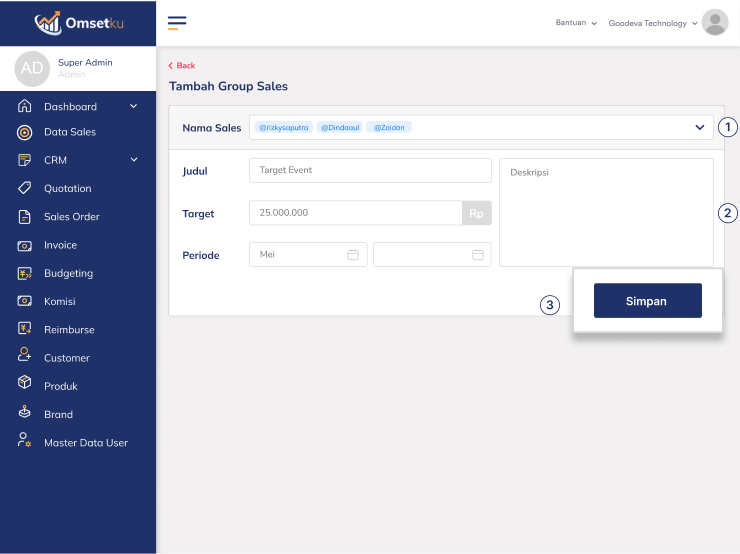 Omsetku
Bantuan
Goodeva Technology
AD
Super Admin
Admin
Dashboard
Data Sales
CRM
Quotation
Sales Order
Invoice
Budgeting
Komisi
Reimburse
Customer
Produk
Brand
Master Data User
Back
Tambah Group Sales
Nama Sales
@rizkysaputra @Dindaaul @Zaidan
1
Judul
Target Event
Deskripsi
Target
25.000.000
Rp
2
Periode
Mei
3
Simpan